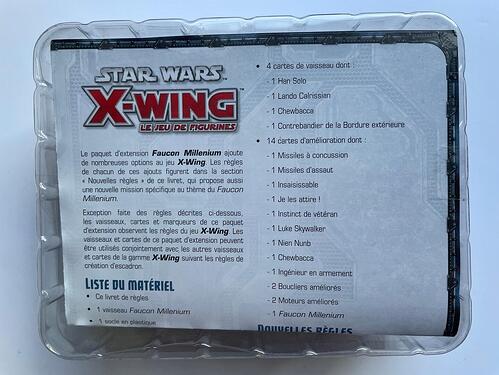 STAR WARS
X-WING
LE JEU DE FIGURINES
Le paquet d'extension Faucon Millenium ajoute
de nombreuses options au jeu X-Wing. Les règles
de chacun de ces ajouts figurent dans la section
« Nouvelles règles » de ce livret, qui propose aussi
une nouvelle mission spécifique au thème du Faucon
Millenium.
Exception faite des règles décrites ci-dessous,
les vaisseaux, cartes et marqueurs de ce paquet
d'extension observent les règles du jeu X-Wing. Les
vaisseaux et cartes de ce paquet d'extension peuvent
être utilisés conjointement avec les autres vaisseaux
et cartes de la gamme X-Wing suivant les règles de
création d'escadron.
LISTE DU MATÉRIEL
• Ce livret de règles
• 1 vaisseau Faucon Millenium
• 1 socle en plastique
• 4 cartes de vaisseau dont :
- 1 Han Solo
- 1 Lando Calrissian
- 1 Chewbacca
- 1 Contrebandier de la Bordure extérieure
• 14 cartes d'amélioration dont :
- 1 Missiles à concussion
- 1 Missiles d'assaut
- 1 Insaisissable
- 1 Je les attire !
- 1 Instinct de vétéran
- 1 Luke Skywalker
- 1 Nien Nunb
- 1 Chewbacca
- 1 Ingénieur en armement
- 2 Boucliers améliorés
- 2 Moteurs améliorés
- 1 Faucon Millenium
NOUVELLES RÈGLES